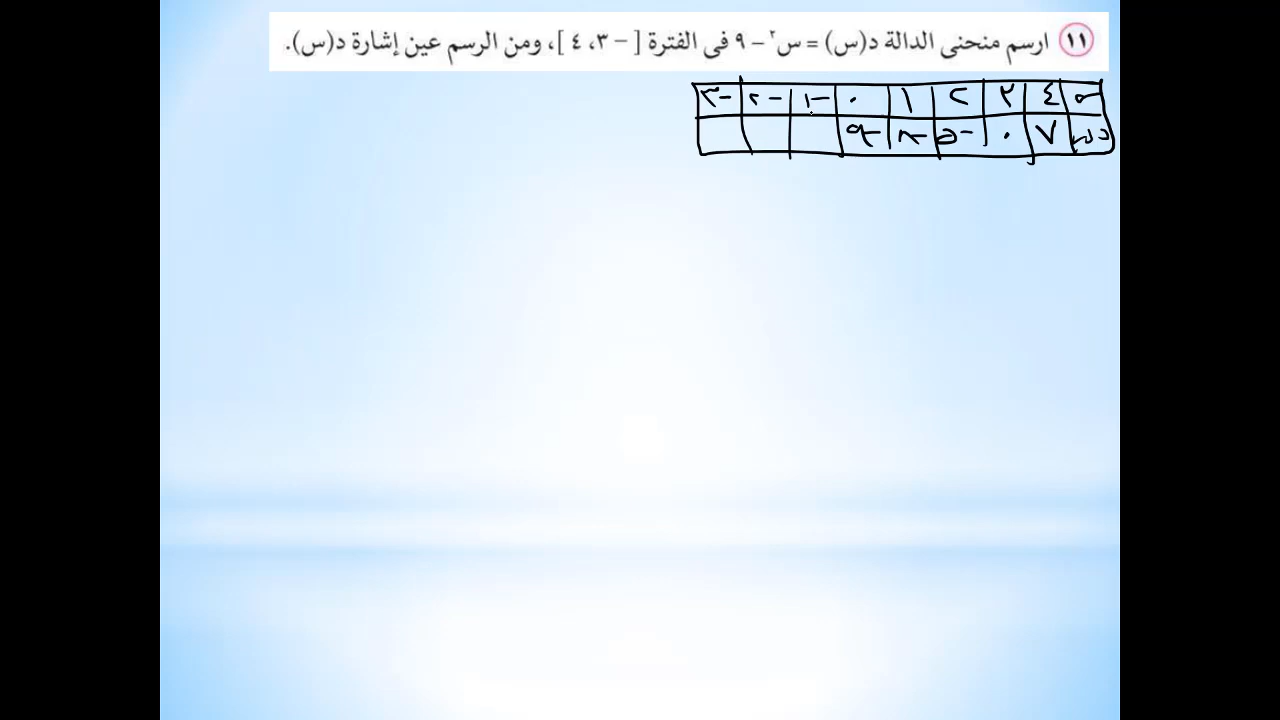 ١١ ارسم منحنى الدالة د(س) = س٢ – ٩ فى الفترة [ – ٣، ٤ ]، ومن الرسم عين إشارة د(س).
س ٤ ٣ ٢ ١ ٠ -١ -٢ -٣
د(س) ٧ ٠ -٥ -٨ -٩